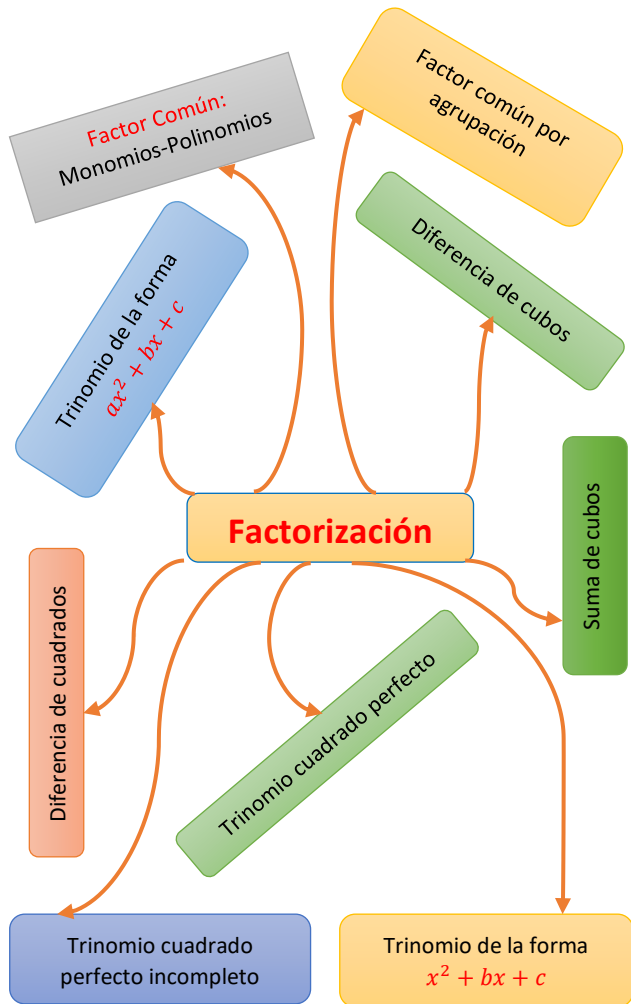 Factor Común:
Monomios-Polinomios
Factor común por
agrupación
Diferencia de cubos
Trinomio de la forma
ax² + bx + c
Factorización
Suma de cubos
Diferencia de cuadrados
Trinomio cuadrado perfecto
Trinomio cuadrado
perfecto incompleto
Trinomio de la forma
x² + bx + c